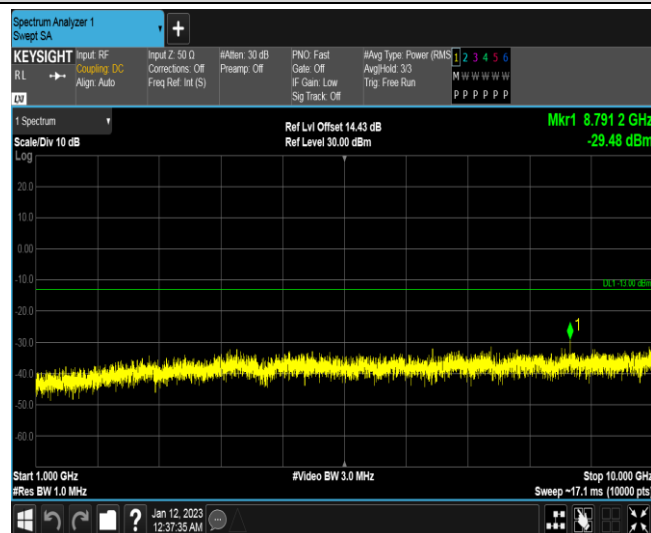 Spectrum Analyzer 1
Swept SA
KEYSIGHT
RL
Input: RF
Coupling: DC
Align: Auto
Input Z: 50 Ω
Corrections: Off
Freq Ref: Int (S)
#Atten: 30 dB
Preamp: Off
PNO: Fast
Gate: Off
IF Gain: Low
Sig Track: Off
#Avg Type: Power (RMS
Avg|Hold: 3/3
Trig: Free Run
1 2 3 4 5 6
M W W W W W
P P P P P P
1 Spectrum
Scale/Div 10 dB
Ref Lvl Offset 14.43 dB
Ref Level 30.00 dBm
Mkr1 8.791 2 GHz
-29.48 dBm
Log
20.0
10.0
0.00
-10.0
DL1 -13.00 dBm
-20.0
1
-30.0
-40.0
-50.0
-60.0
Start 1.000 GHz
#Video BW 3.0 MHz
Stop 10.000 GHz
#Res BW 1.0 MHz
Sweep ~17.1 ms (10000 pts
Jan 12, 2023
12:37:35 AM